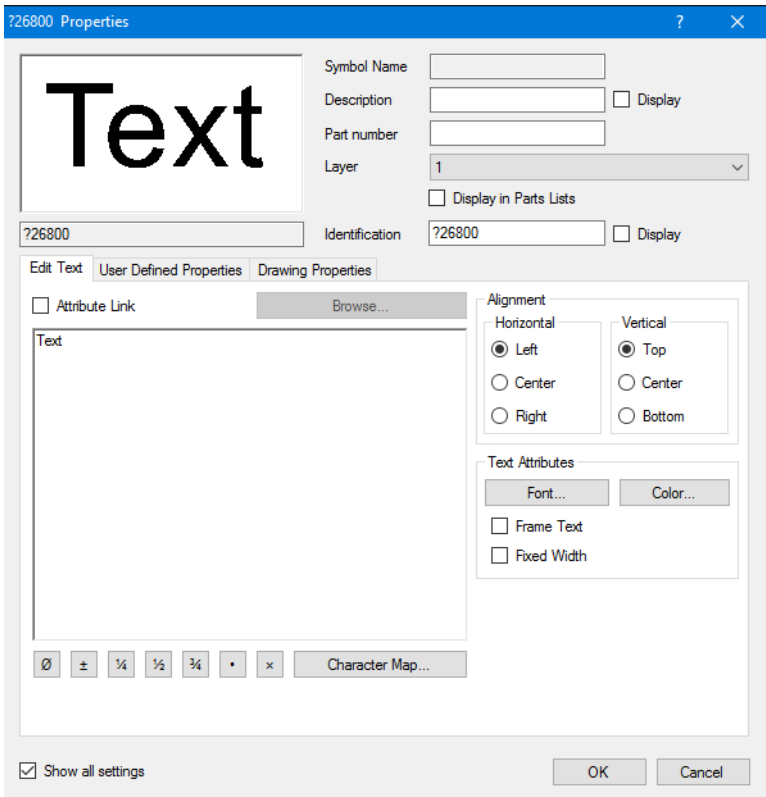 ?26800 Properties
?
Text
Symbol Name
Description
Display
Part number
Layer
1
Display in Parts Lists
?26800
Identification
?26800
Display
Edit Text
User Defined Properties
Drawing Properties
Attribute Link
Browse...
Text
Alignment
Horizontal
Left
Center
Right
Vertical
Top
Center
Bottom
Text Attributes
Font...
Color...
Frame Text
Fixed Width
Ø ± ¼ ½ ¾ • × Character Map...
Show all settings
OK
Cancel